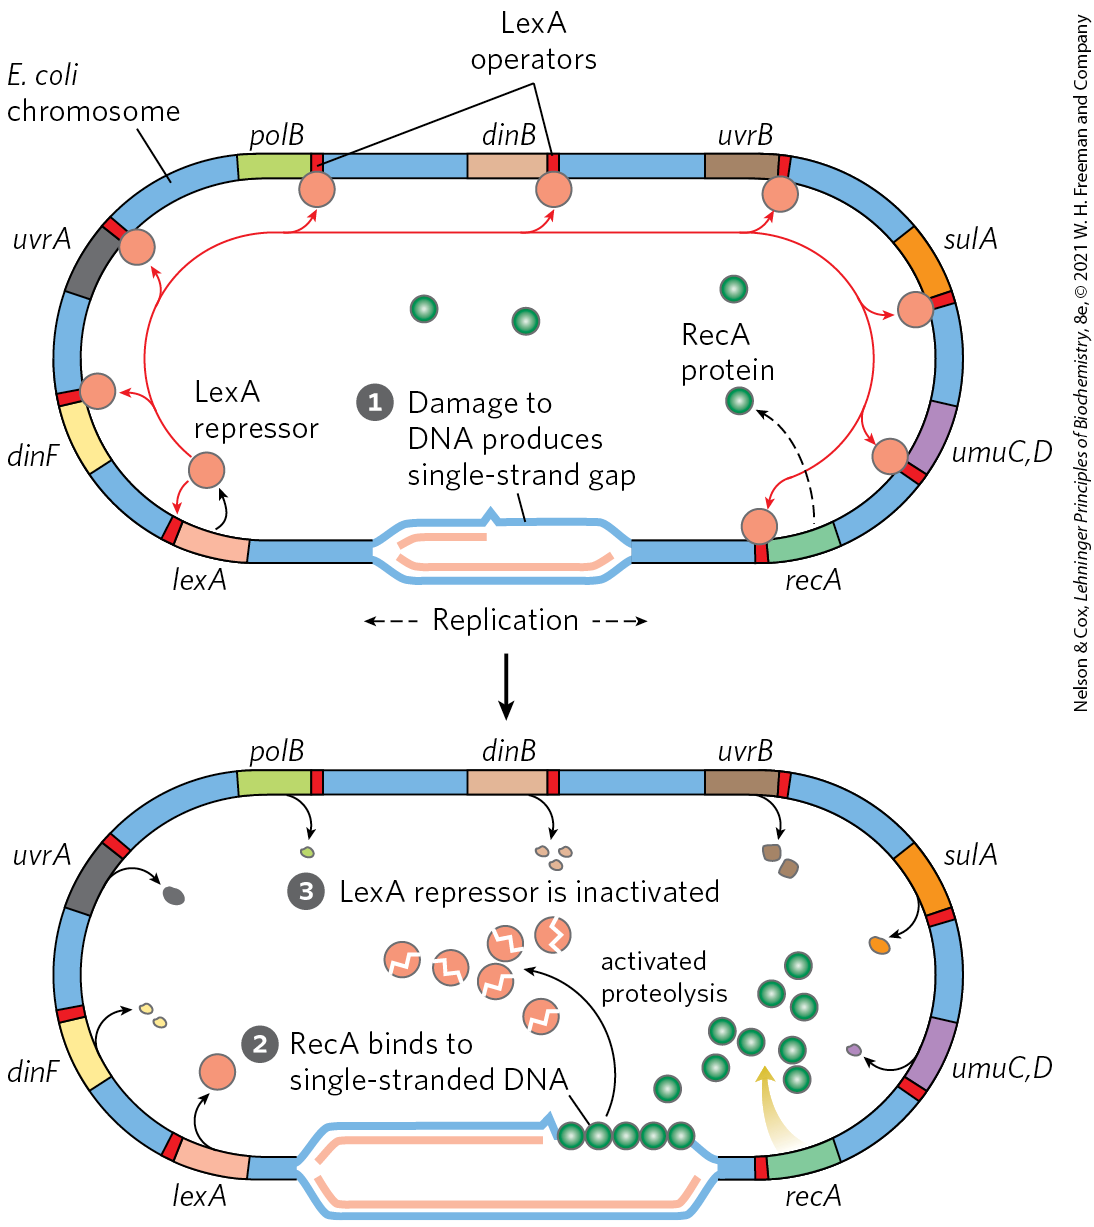 LexA
operators
E. coli
chromosome
polB
dinB
uvrB
uvrA
sulA
RecA
protein
LexA
repressor
1 Damage to
DNA produces
single-strand gap
dinF
umuC,D
lexA
recA
Replication
polB
dinB
uvrB
uvrA
sulA
3 LexA repressor is inactivated
activated
proteolysis
2 RecA binds to
single-stranded DNA
dinF
umuC,D
lexA
recA
Nelson & Cox, Lehninger Principles of Biochemistry, 8e, © 2021 W. H. Freeman and Company